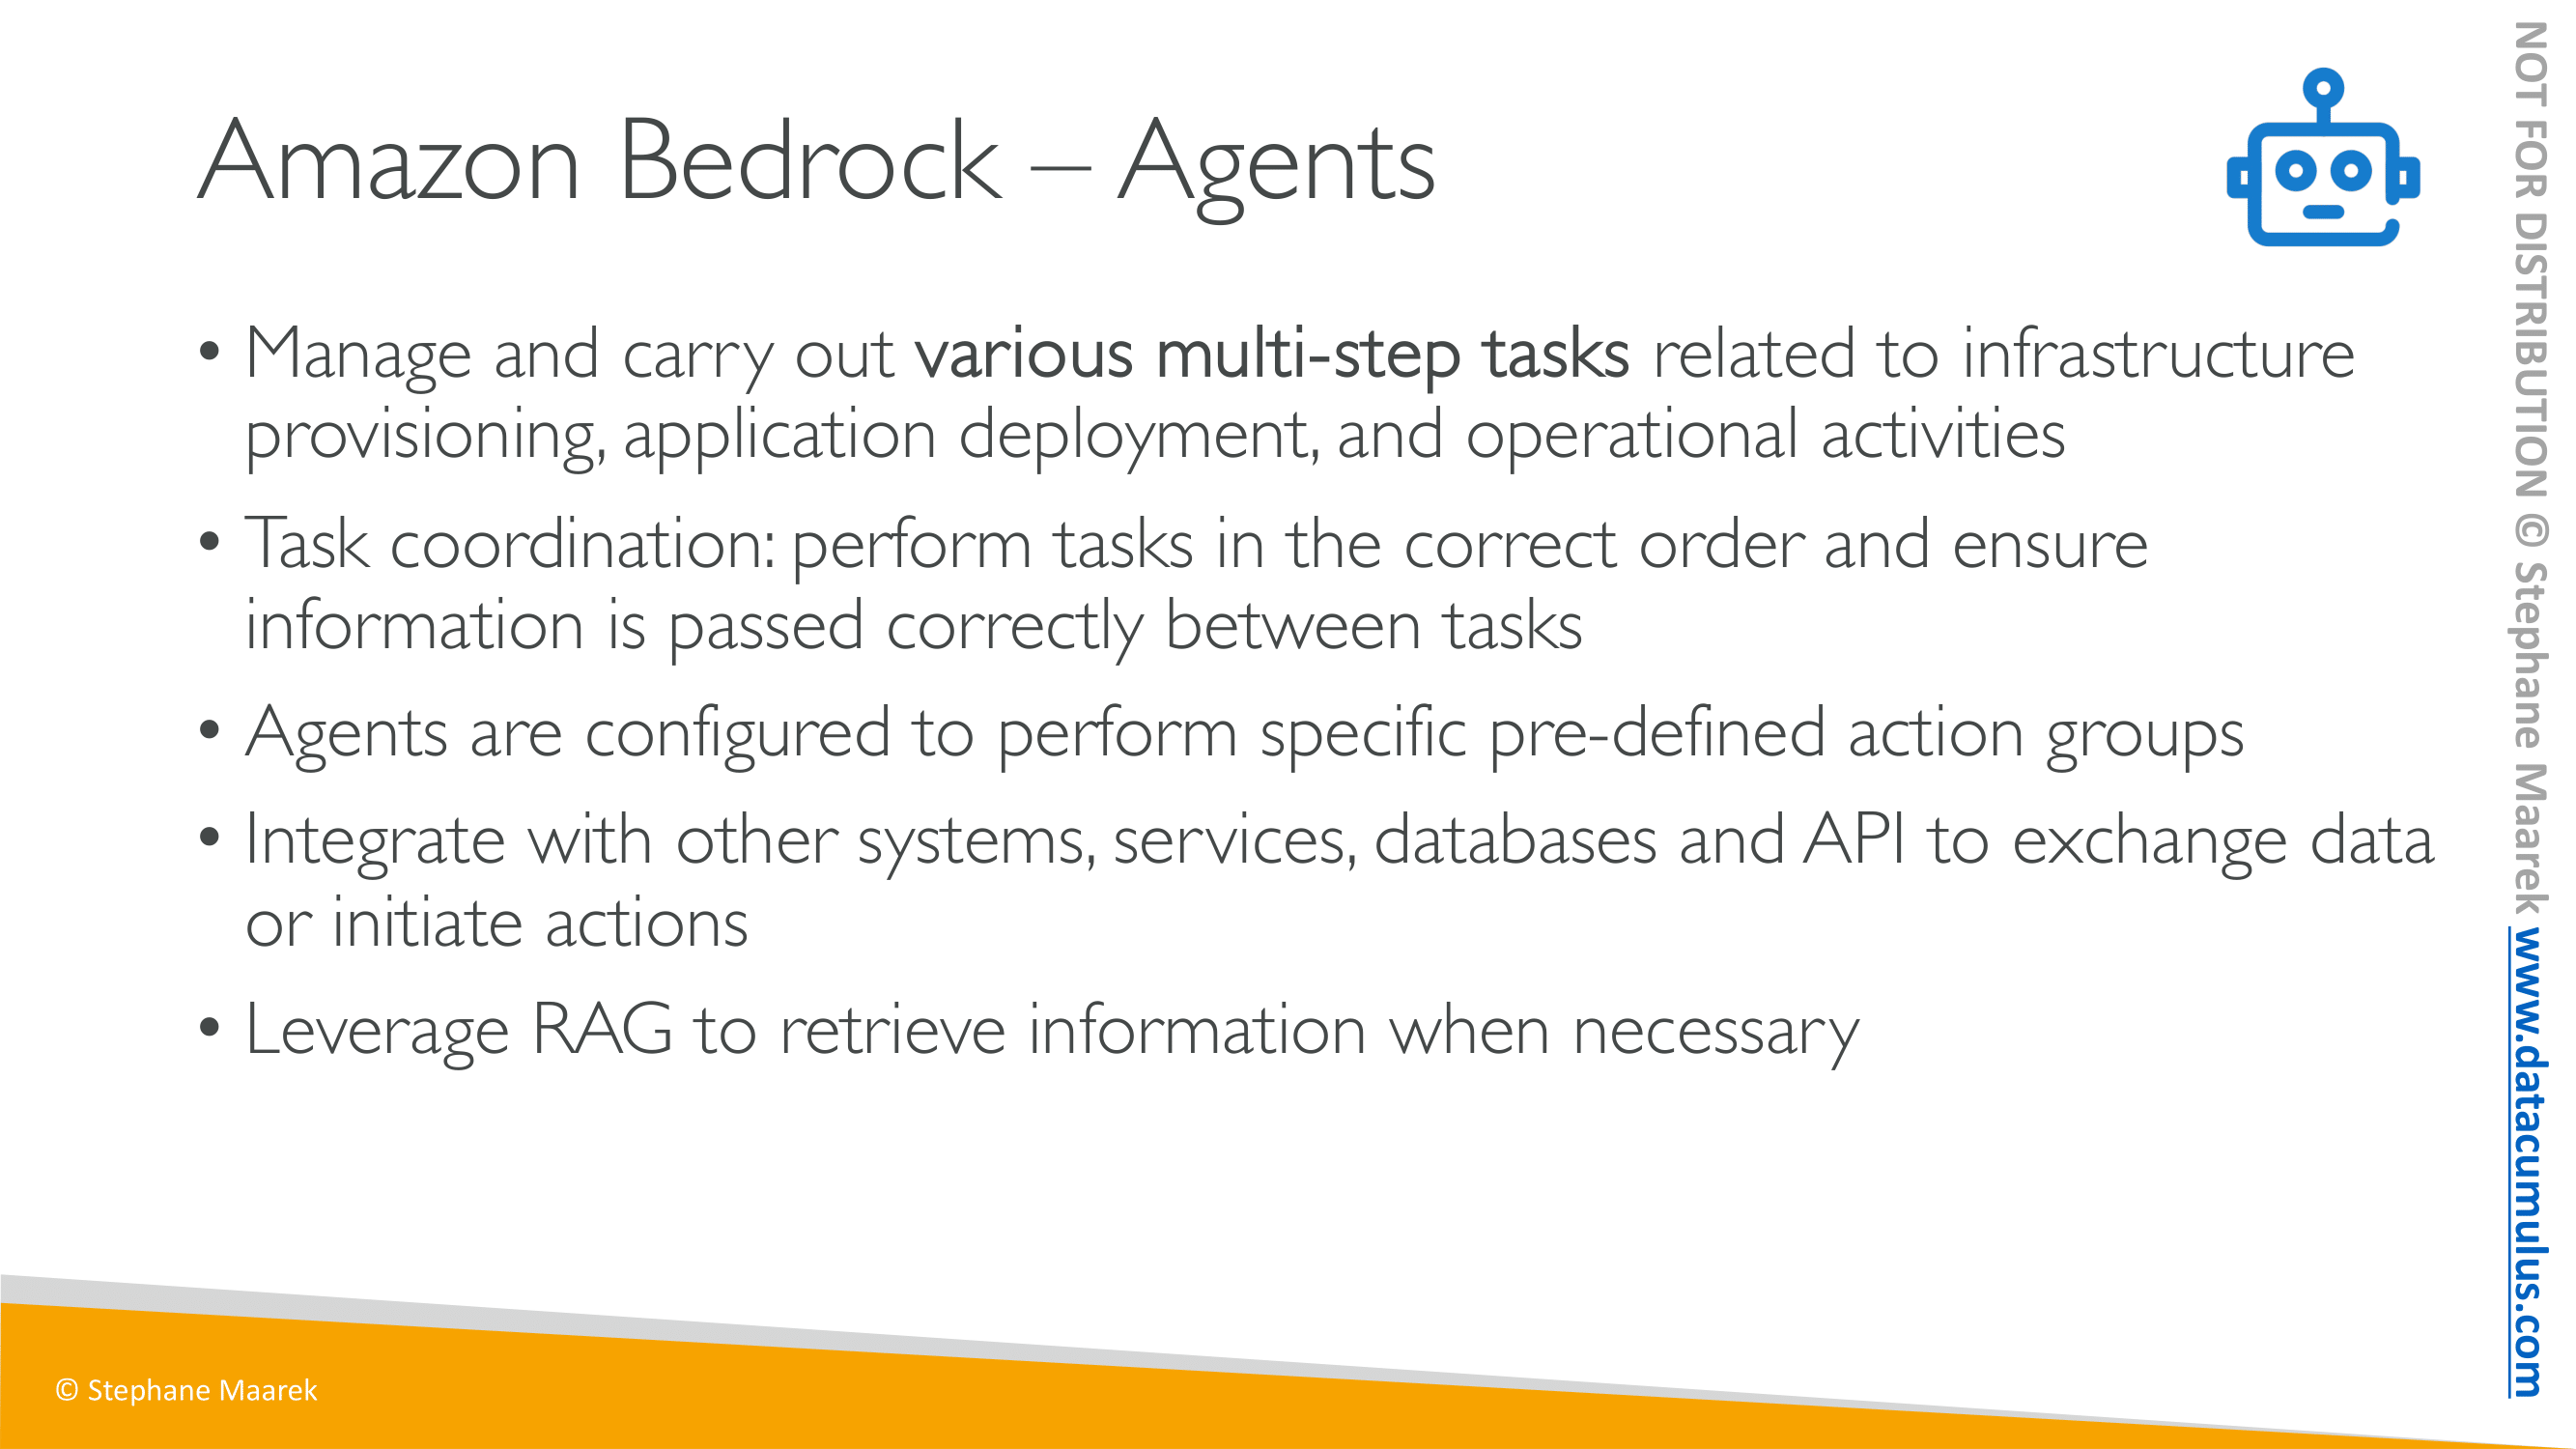 Amazon Bedrock – Agents
• Manage and carry out various multi-step tasks related to infrastructure
provisioning, application deployment, and operational activities
• Task coordination: perform tasks in the correct order and ensure
information is passed correctly between tasks
• Agents are configured to perform specific pre-defined action groups
• Integrate with other systems, services, databases and API to exchange data
or initiate actions
• Leverage RAG to retrieve information when necessary
© Stephane Maarek
NOT FOR DISTRIBUTION © Stephane Maarek www.datacumulus.com